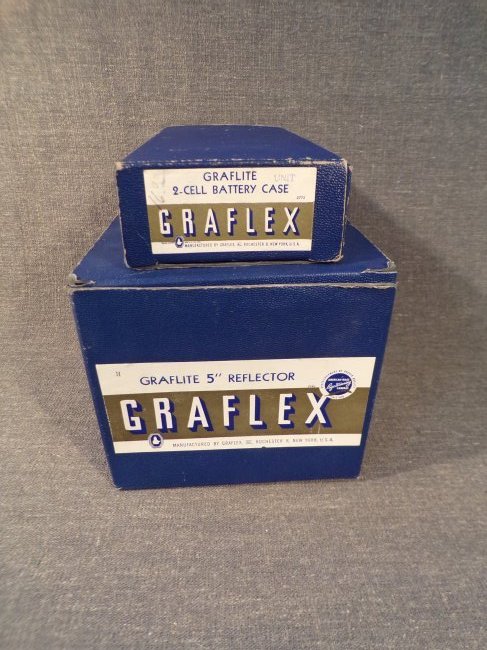 GRAFLITE UNIT
2-CELL BATTERY CASE
GRAFLEX
MANUFACTURED BY GRAFLEX, INC. ROCHESTER 8, NEW YORK, U.S.A.
GRAFLITE 5" REFLECTOR
GRAFLEX
MANUFACTURED BY GRAFLEX, INC. ROCHESTER 8, NEW YORK, U.S.A.